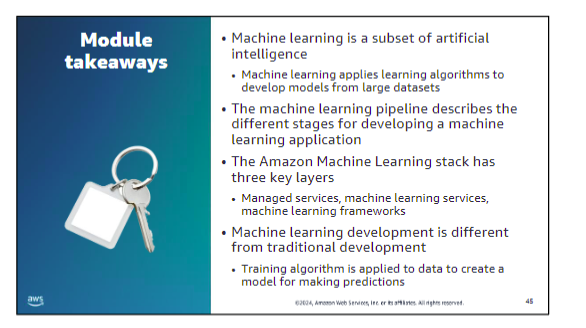 Module
takeaways
• Machine learning is a subset of artificial
intelligence
• Machine learning applies learning algorithms to
develop models from large datasets
• The machine learning pipeline describes the
different stages for developing a machine
learning application
• The Amazon Machine Learning stack has
three key layers
• Managed services, machine learning services,
machine learning frameworks
• Machine learning development is different
from traditional development
• Training algorithm is applied to data to create a
model for making predictions
aws
©2024, Amazon Web Services, Inc. or its affiliates. All rights reserved.
45